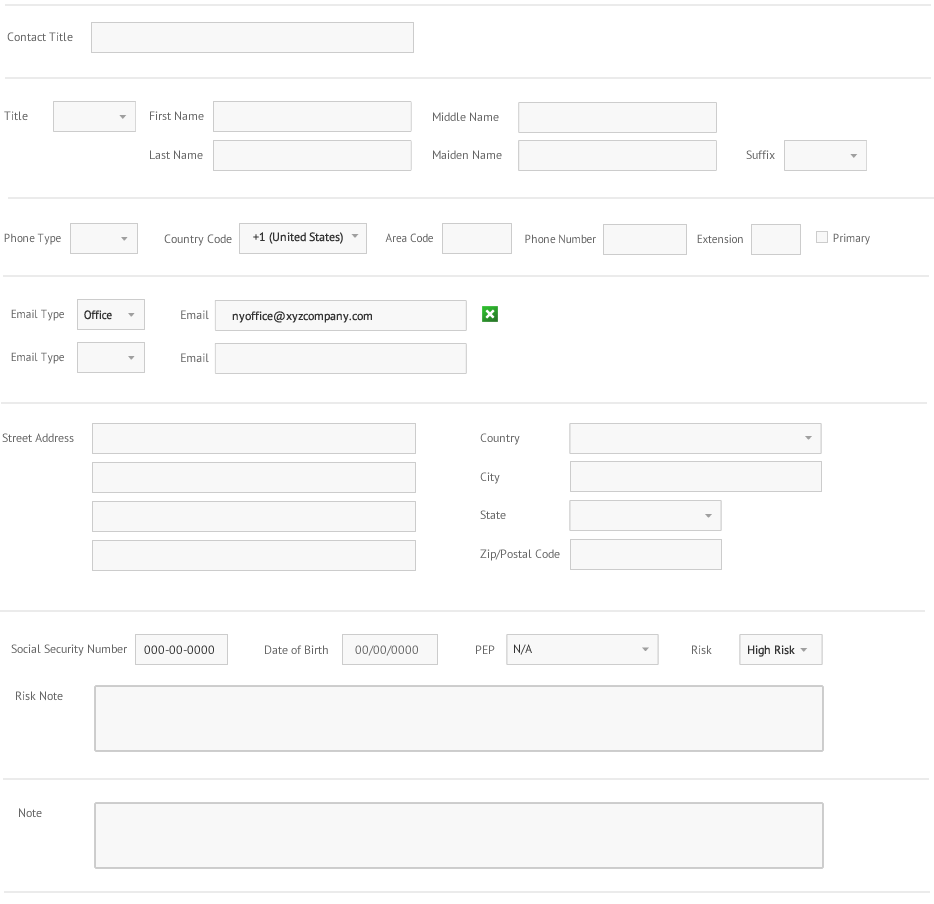 Contact Title
Title First Name Middle Name
Last Name Maiden Name Suffix
Phone Type Country Code +1 (United States) Area Code Phone Number Extension Primary
Email Type Office Email nyoffice@xyzcompany.com
Email Type Email
Street Address Country
City
State
Zip/Postal Code
Social Security Number 000-00-0000 Date of Birth 00/00/0000 PEP N/A Risk High Risk
Risk Note
Note